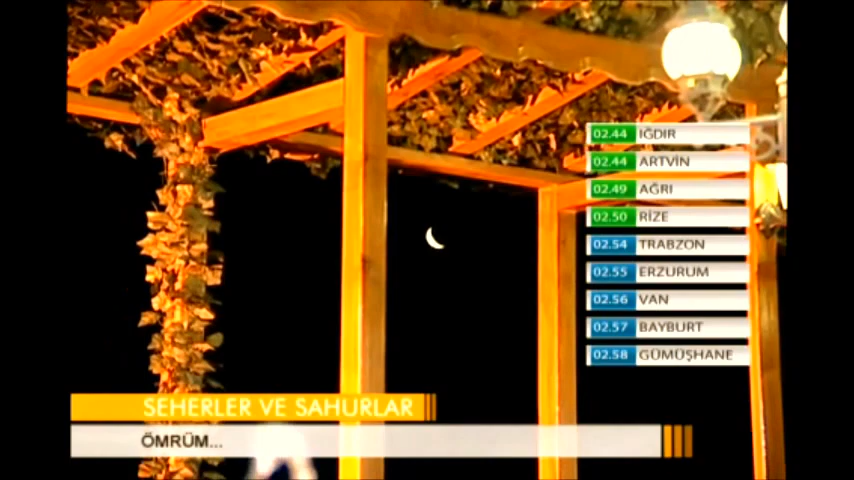 02.44 IĞDIR
02.44 ARTVİN
02.49 AĞRI
02.50 RİZE
02.54 TRABZON
02.55 ERZURUM
02.56 VAN
02.57 BAYBURT
02.58 GÜMÜŞHANE
SEHERLER VE SAHURLAR
ÖMRÜM...